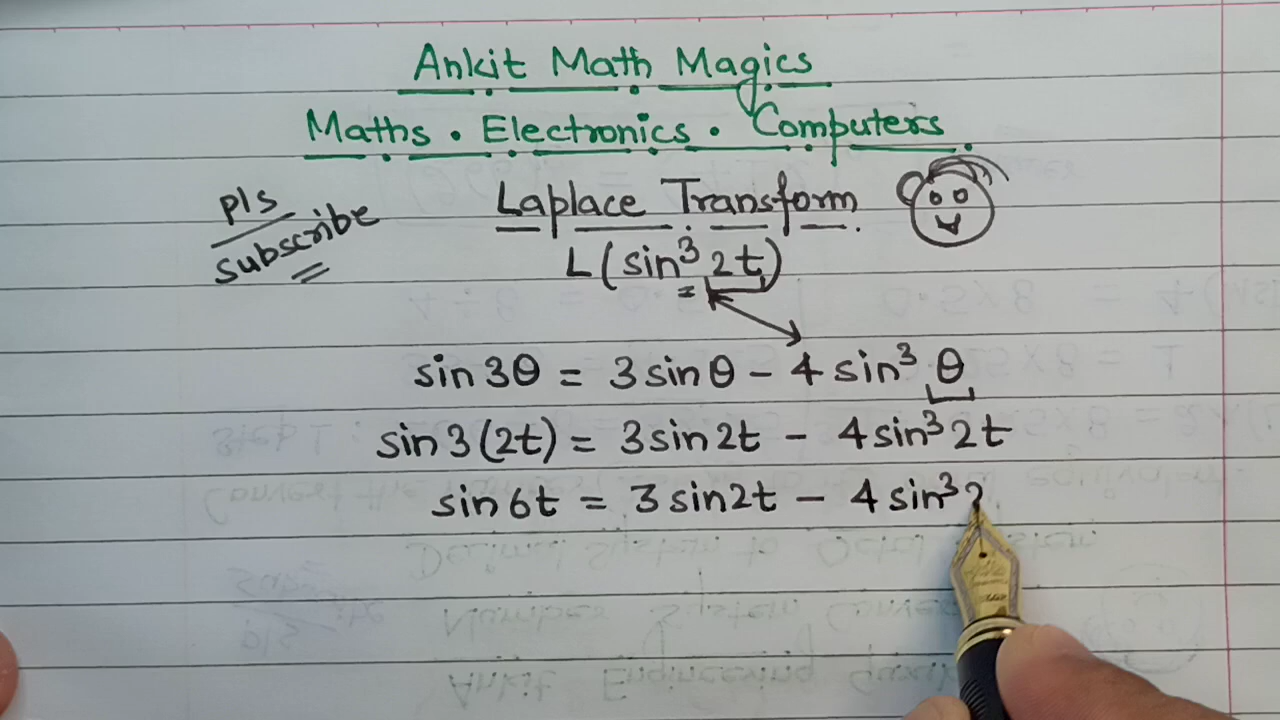 Ankit Math Magics
Maths . Electronics . Computers
pls
subscribe
Laplace Transform
L(sin³ 2t)
sin 3θ = 3 sin θ - 4 sin³ θ
sin 3(2t) = 3 sin 2t - 4 sin³ 2t
sin 6t = 3 sin 2t - 4 sin³ 2